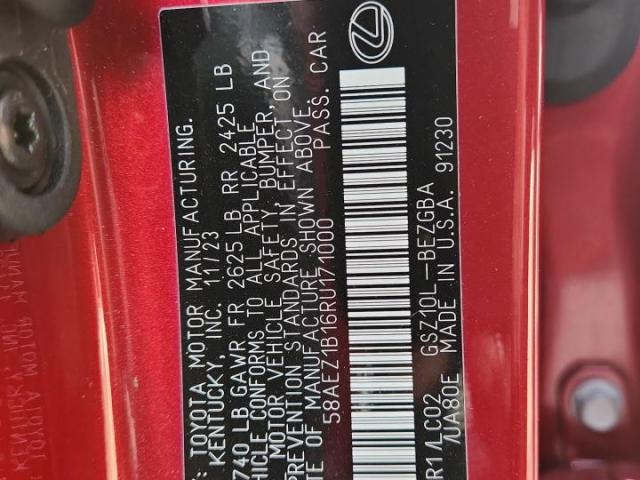 : TOYOTA MOTOR MANUFACTURING.
KENTUCKY, INC. 11/23
740 LB GAWR FR 2625 LB RR 2425 LB
HICLE CONFORMS TO ALL APPLICABLE
MOTOR VEHICLE SAFETY, BUMPER, AND
PREVENTION STANDARDS IN EFFECT ON
TE OF MANUFACTURE SHOWN ABOVE.
58AEZ1B16RU171000 PASS. CAR
R1/LC02 GSZ10L-BEZGBA
/UA80E MADE IN U.S.A. 91230